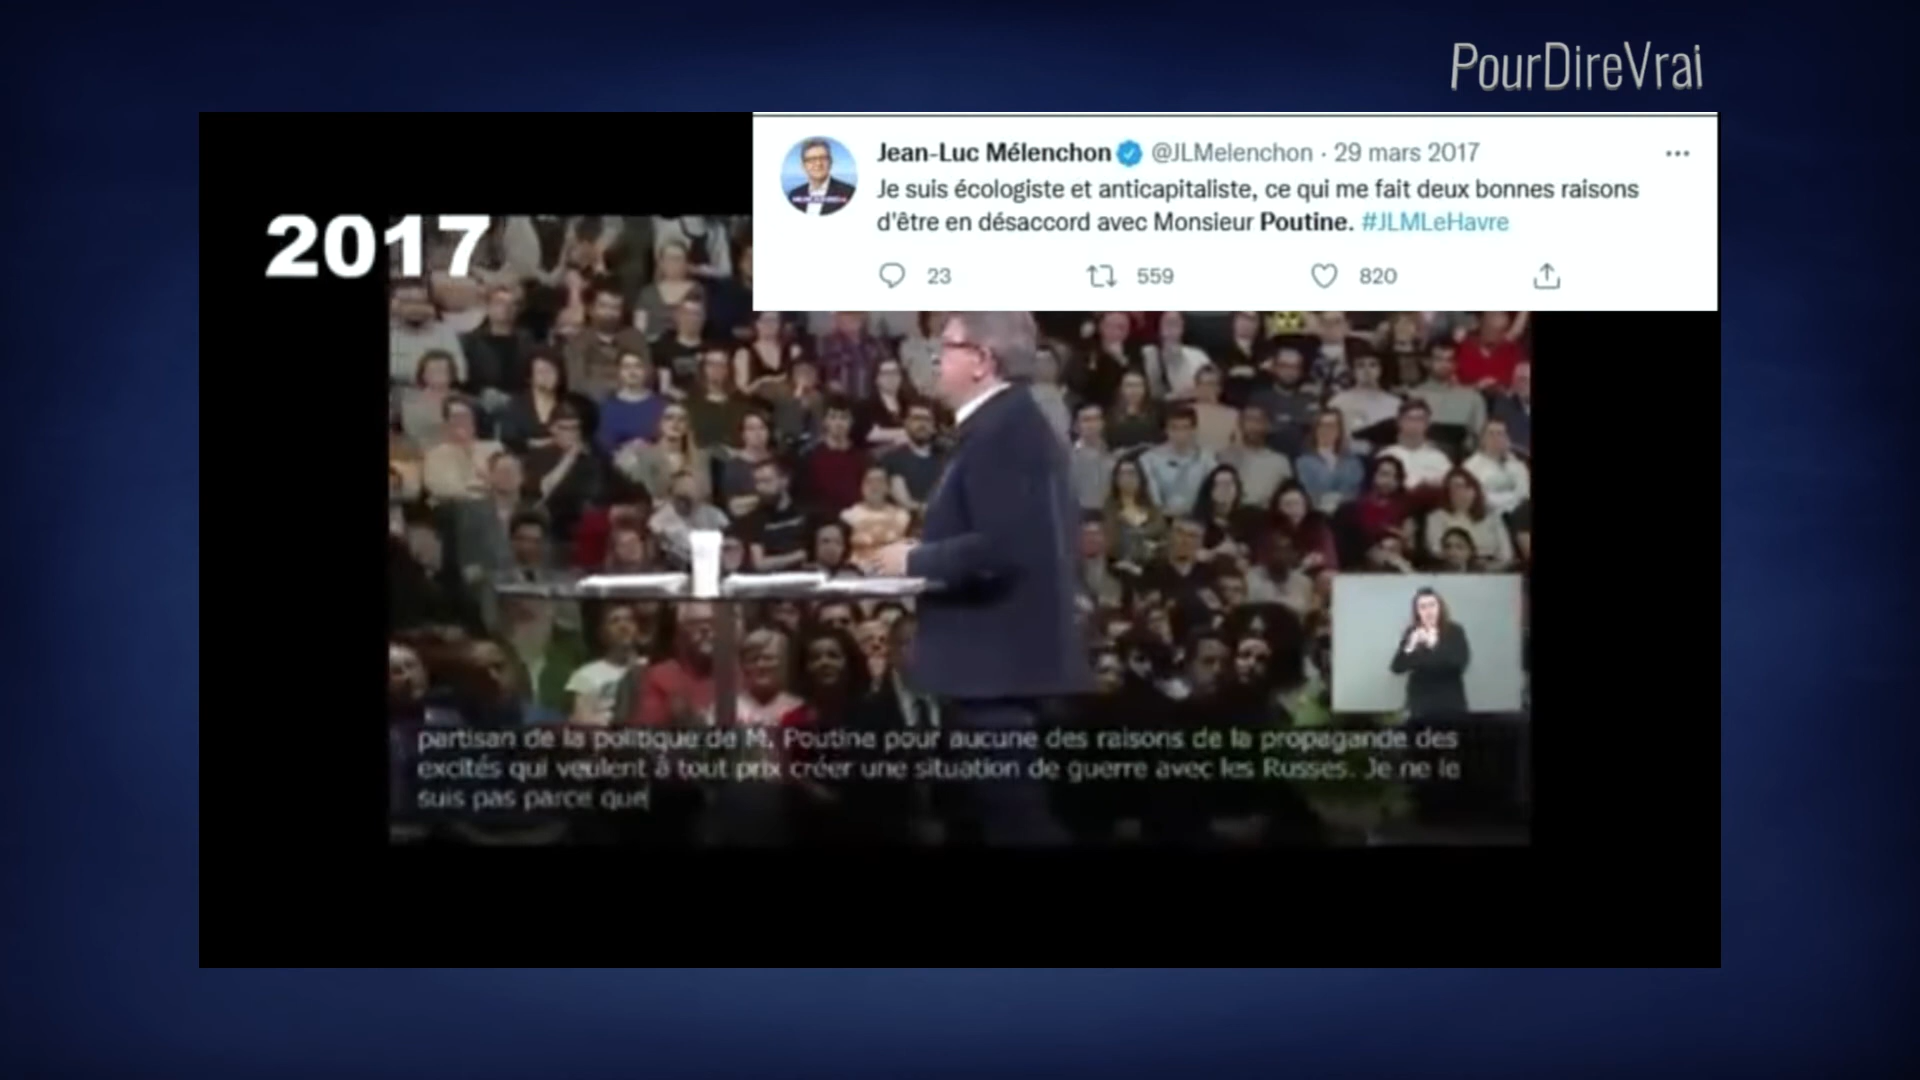 PourDireVrai
Jean-Luc Mélenchon @JLMelenchon · 29 mars 2017
Je suis écologiste et anticapitaliste, ce qui me fait deux bonnes raisons
d'être en désaccord avec Monsieur Poutine. #JLMLeHavre
23 559 820
2017
partisan de la politique de M. Poutine pour aucune des raisons de la propagande des
excités qui veulent à tout prix créer une situation de guerre avec les Russes. Je ne le
suis pas parce que